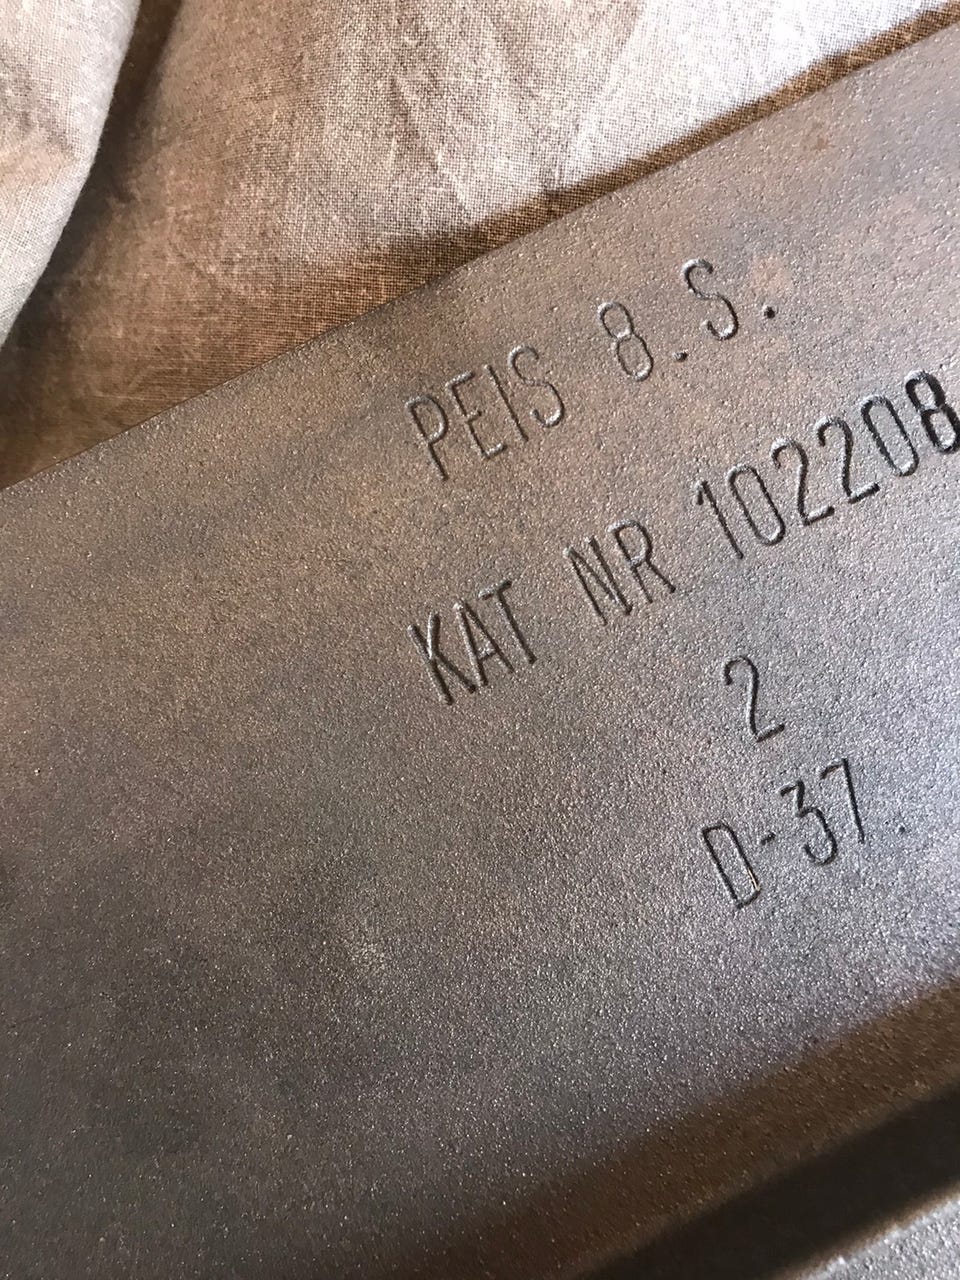 PEIS 8.S.
KAT NR 102208
2
D-37.